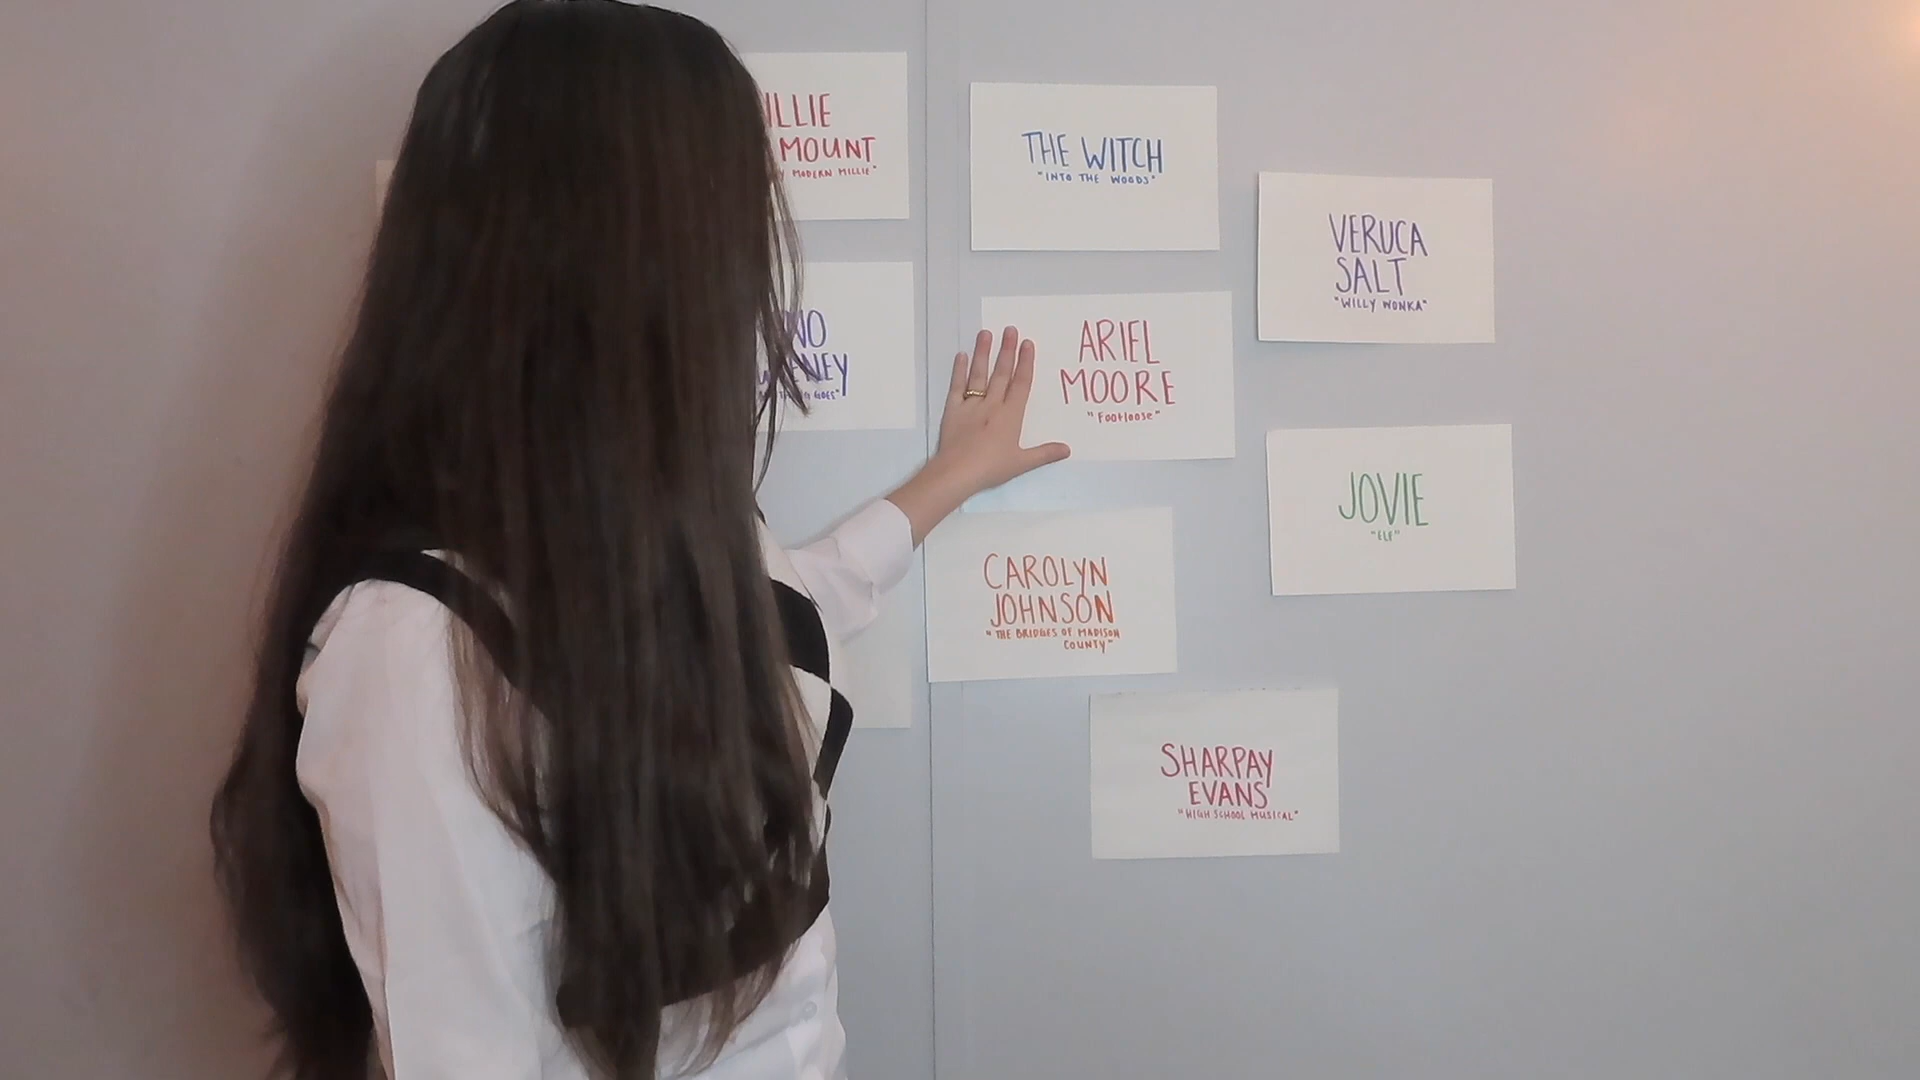 MOUNT
MODERN MILLIE"
GOES"
THE WITCH
"INTO THE WOODS"
VERUCA
SALT
"WILLY WONKA"
ARIEL
MOORE
"Footloose"
JOVIE
"ELF"
CAROLYN
JOHNSON
"THE BRIDGES OF MADISON
COUNTY"
SHARPAY
EVANS
"HIGH SCHOOL MUSICAL"